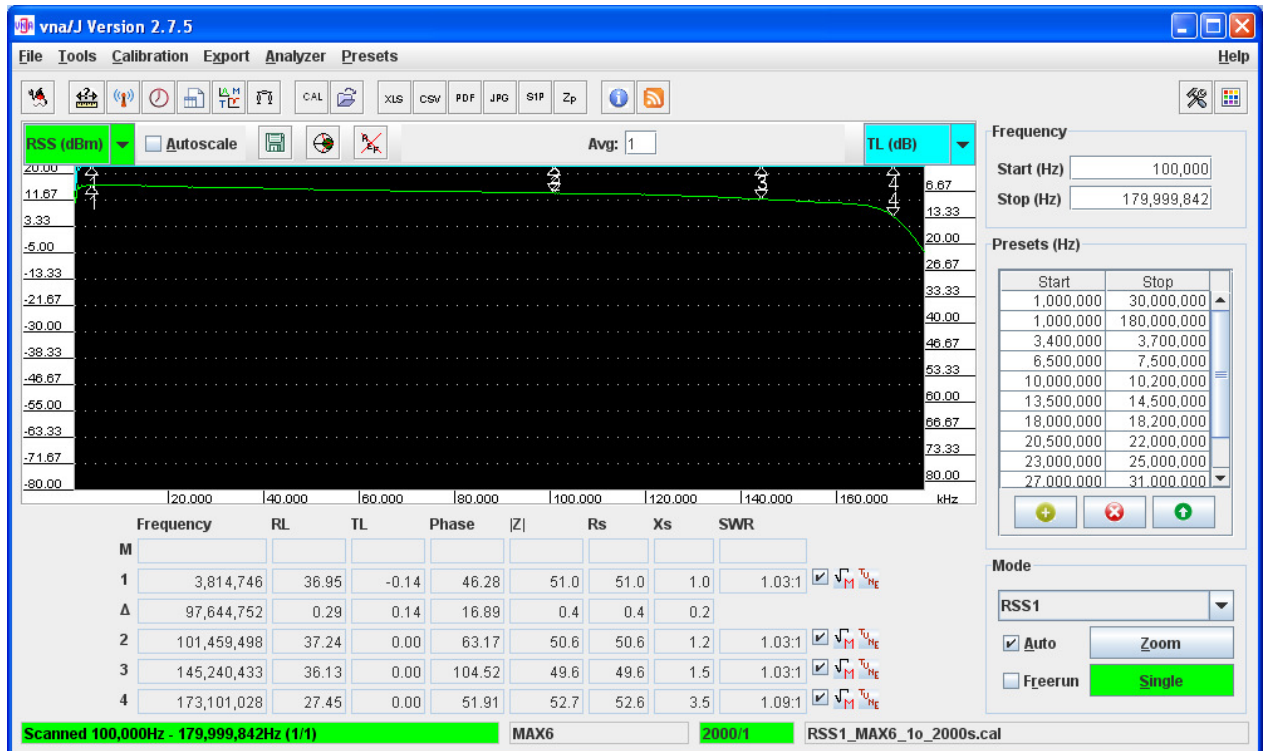 vna/J Version 2.7.5
File Tools Calibration Export Analyzer Presets Help
CAL XLS CSV PDF JPG S1P Zp
RSS (dBm) Autoscale Avg: 1 TL (dB)
20.00
11.67
3.33
-5.00
-13.33
-21.67
-30.00
-38.33
-46.67
-55.00
-63.33
-71.67
-80.00
1 2 3 4
1 2 3 4
6.67
13.33
20.00
26.67
33.33
40.00
46.67
53.33
60.00
66.67
73.33
80.00
20.000 40.000 60.000 80.000 100.000 120.000 140.000 160.000 kHz
Frequency RL TL Phase |Z| Rs Xs SWR
M
1 3,814,746 36.95 -0.14 46.28 51.0 51.0 1.0 1.03:1 M TUNE
Δ 97,644,752 0.29 0.14 16.89 0.4 0.4 0.2
2 101,459,498 37.24 0.00 63.17 50.6 50.6 1.2 1.03:1 M TUNE
3 145,240,433 36.13 0.00 104.52 49.6 49.6 1.5 1.03:1 M TUNE
4 173,101,028 27.45 0.00 51.91 52.7 52.6 3.5 1.09:1 M TUNE
Frequency
Start (Hz) 100,000
Stop (Hz) 179,999,842
Presets (Hz)
Start Stop
1,000,000 30,000,000
1,000,000 180,000,000
3,400,000 3,700,000
6,500,000 7,500,000
10,000,000 10,200,000
13,500,000 14,500,000
18,000,000 18,200,000
20,500,000 22,000,000
23,000,000 25,000,000
27,000,000 31,000,000
Mode
RSS1
Auto Zoom
Freerun Single
Scanned 100,000Hz - 179,999,842Hz (1/1) MAX6 2000/1 RSS1_MAX6_1o_2000s.cal